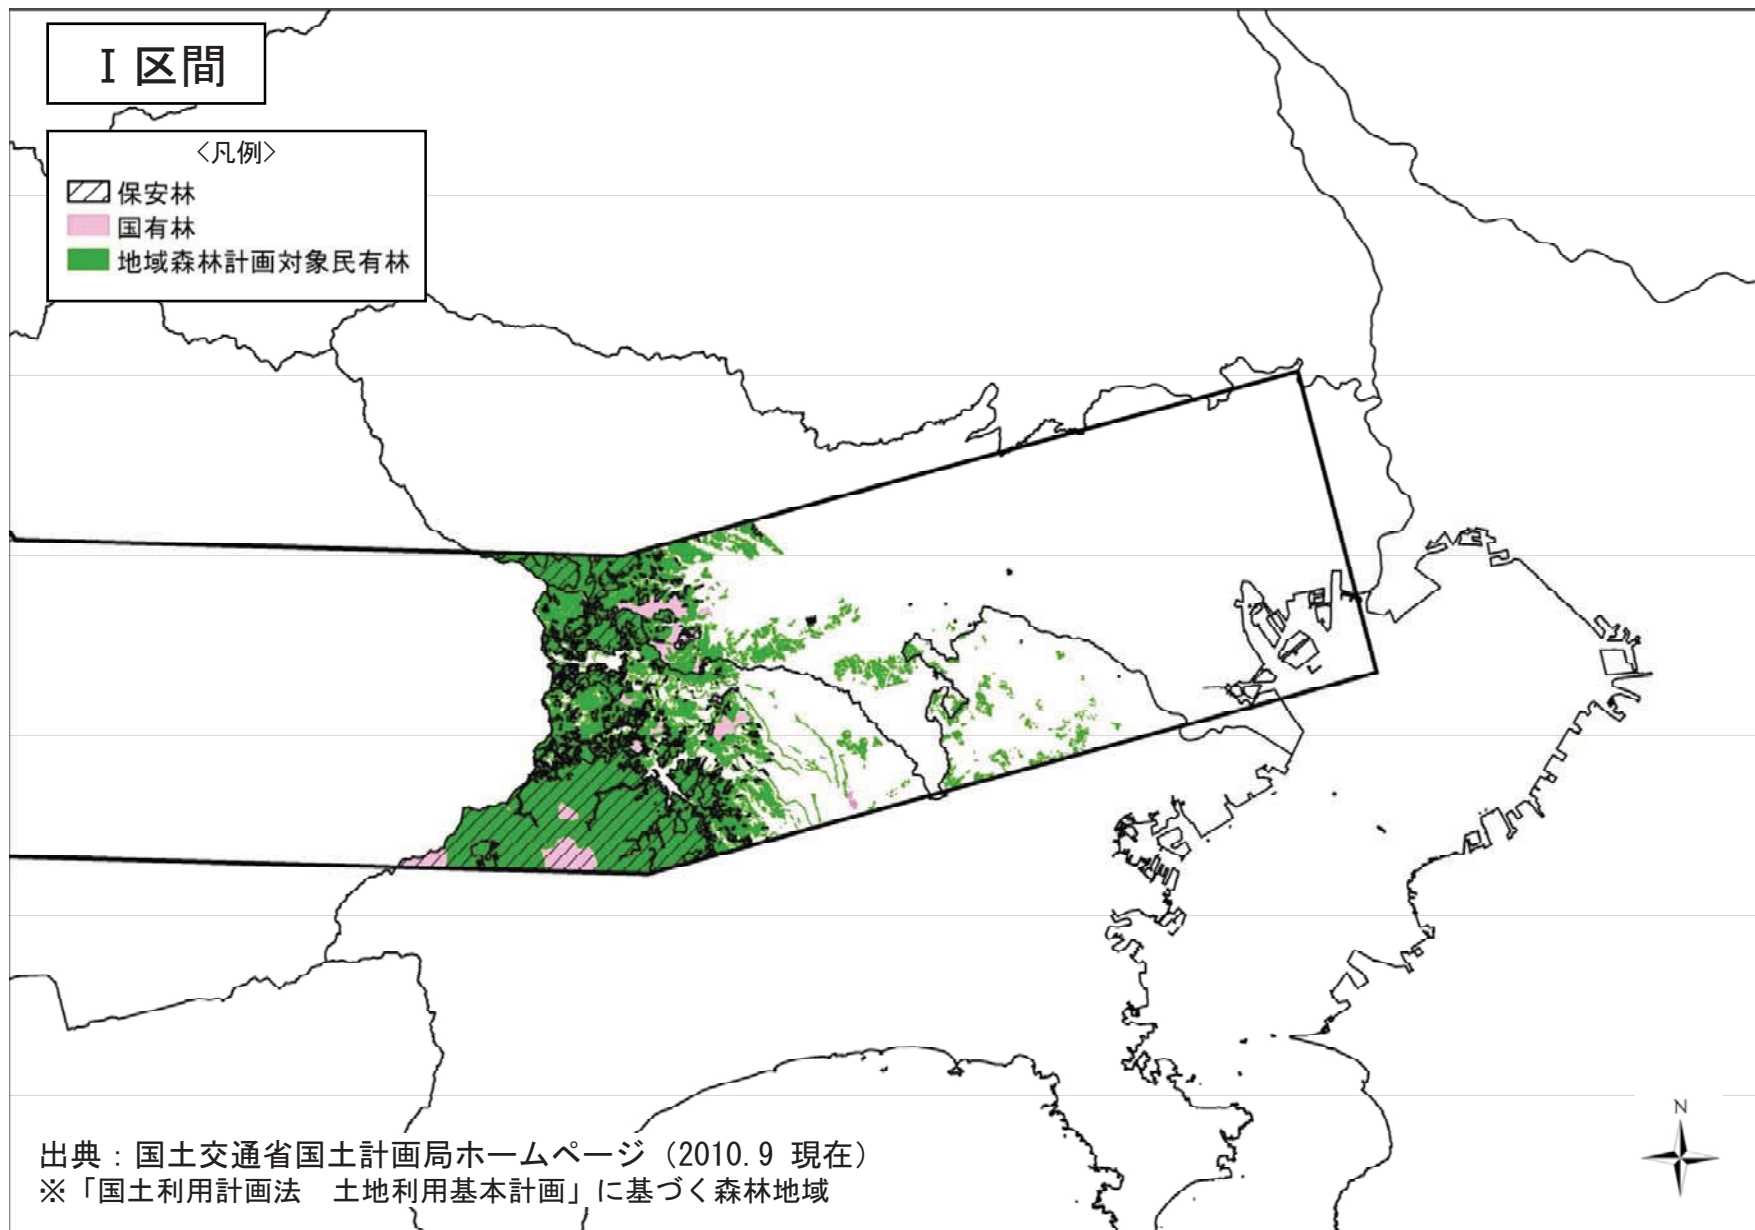 Ⅰ区間
<凡例>
保安林
国有林
地域森林計画対象民有林
N
出典:国土交通省国土計画局ホームページ(2010.9 現在)
※「国土利用計画法 土地利用基本計画」に基づく森林地域